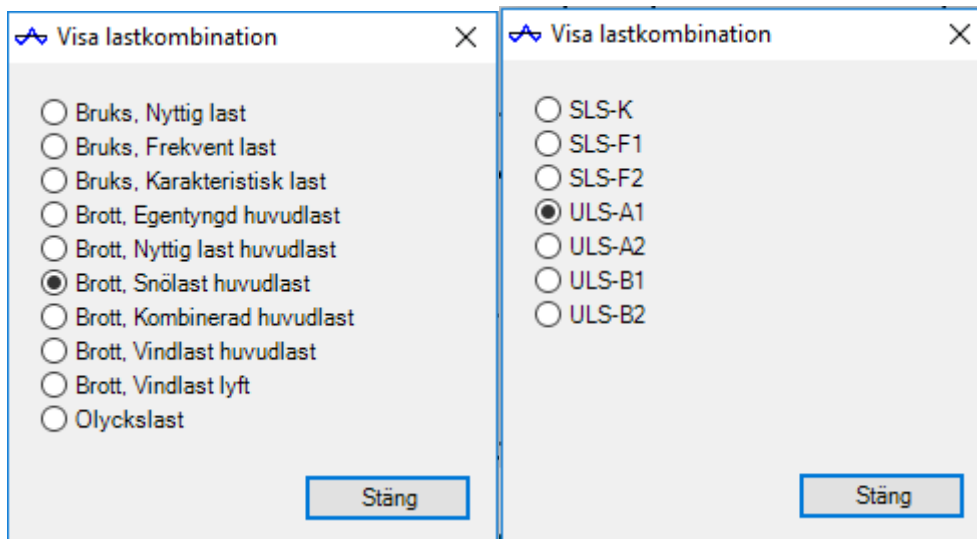 Visa lastkombination
Bruks, Nyttig last
Bruks, Frekvent last
Bruks, Karakteristisk last
Brott, Egentyngd huvudlast
Brott, Nyttig last huvudlast
Brott, Snölast huvudlast
Brott, Kombinerad huvudlast
Brott, Vindlast huvudlast
Brott, Vindlast lyft
Olyckslast
Stäng
Visa lastkombination
SLS-K
SLS-F1
SLS-F2
ULS-A1
ULS-A2
ULS-B1
ULS-B2
Stäng